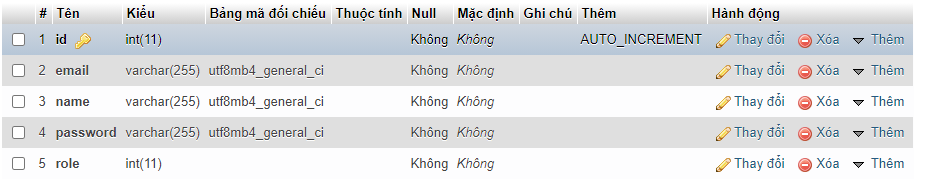 # Tên Kiểu Bảng mã đối chiếu Thuộc tính Null Mặc định Ghi chú Thêm Hành động
1 id int(11) Không Không AUTO_INCREMENT Thay đổi Xóa Thêm
2 email varchar(255) utf8mb4_general_ci Không Không Thay đổi Xóa Thêm
3 name varchar(255) utf8mb4_general_ci Không Không Thay đổi Xóa Thêm
4 password varchar(255) utf8mb4_general_ci Không Không Thay đổi Xóa Thêm
5 role int(11) Không Không Thay đổi Xóa Thêm